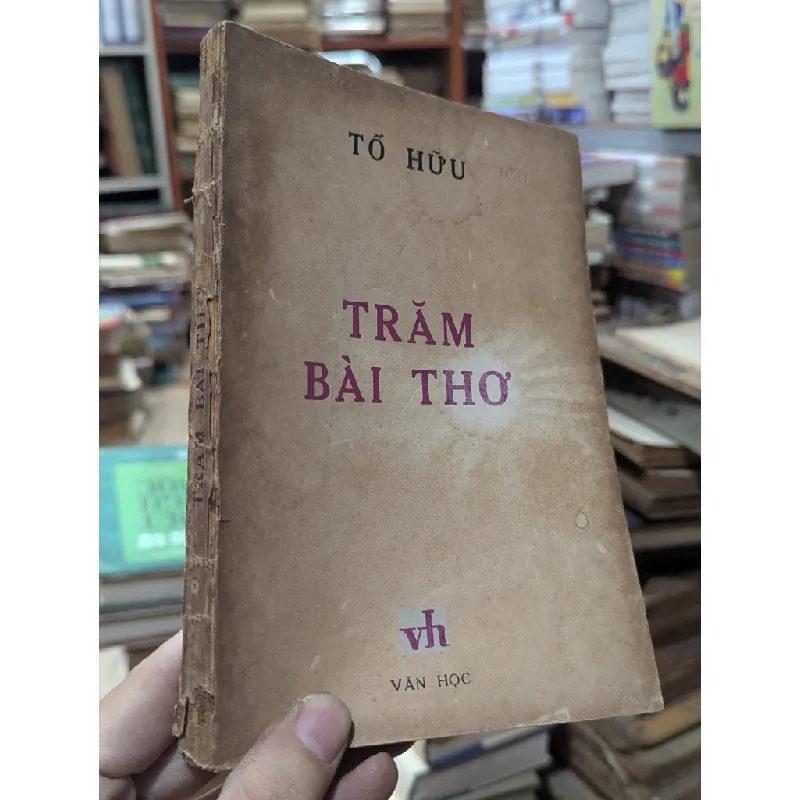 TỐ HỮU
TRĂM
BÀI THƠ
vh
VĂN HỌC
TRĂM BÀI THƠ